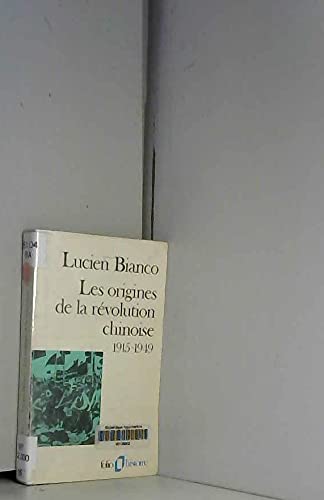 Lucien Bianco
Les origines
de la révolution
chinoise
1915-1949
folio histoire